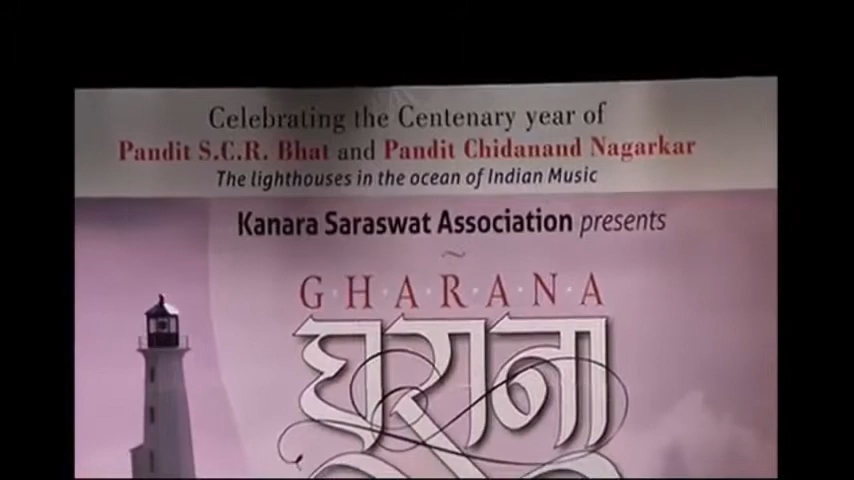 Celebrating the Centenary year of
Pandit S.C.R. Bhat and Pandit Chidanand Nagarkar
The lighthouses in the ocean of Indian Music
Kanara Saraswat Association presents
GHARANA
घराना